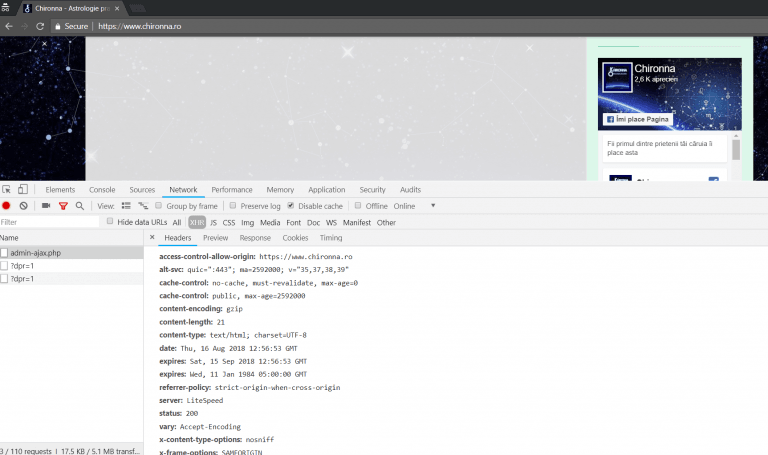 Chironna - Astrologie pr
Secure | https://www.chironna.ro
CHIRONNA
Chironna
2,6 K aprecieri
Îmi place Pagina
Fii primul dintre prietenii tăi căruia îi
place asta
Elements Console Sources Network Performance Memory Application Security Audits
View: Group by frame Preserve log Disable cache Offline Online
Filter Hide data URLs All XHR JS CSS Img Media Font Doc WS Manifest Other
Name × Headers Preview Response Cookies Timing
admin-ajax.php
?dpr=1
?dpr=1
access-control-allow-origin: https://www.chironna.ro
alt-svc: quic=":443"; ma=2592000; v="35,37,38,39"
cache-control: no-cache, must-revalidate, max-age=0
cache-control: public, max-age=2592000
content-encoding: gzip
content-length: 21
content-type: text/html; charset=UTF-8
date: Thu, 16 Aug 2018 12:56:53 GMT
expires: Sat, 15 Sep 2018 12:56:53 GMT
expires: Wed, 11 Jan 1984 05:00:00 GMT
referrer-policy: strict-origin-when-cross-origin
server: LiteSpeed
status: 200
vary: Accept-Encoding
x-content-type-options: nosniff
x-frame-options: SAMEORIGIN
3 / 110 requests | 17.5 KB / 5.1 MB transf...